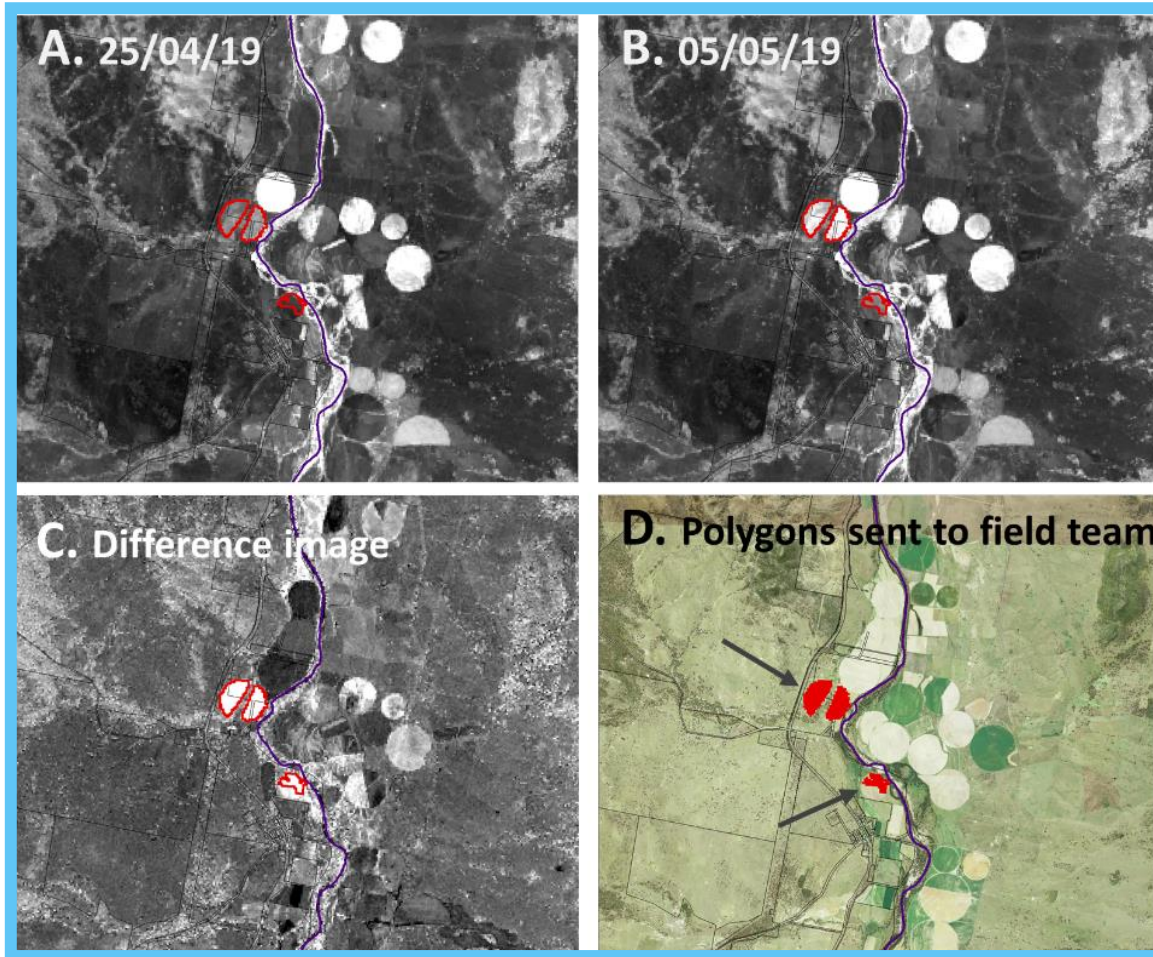 A. 25/04/19
B. 05/05/19
C. Difference image
D. Polygons sent to field team